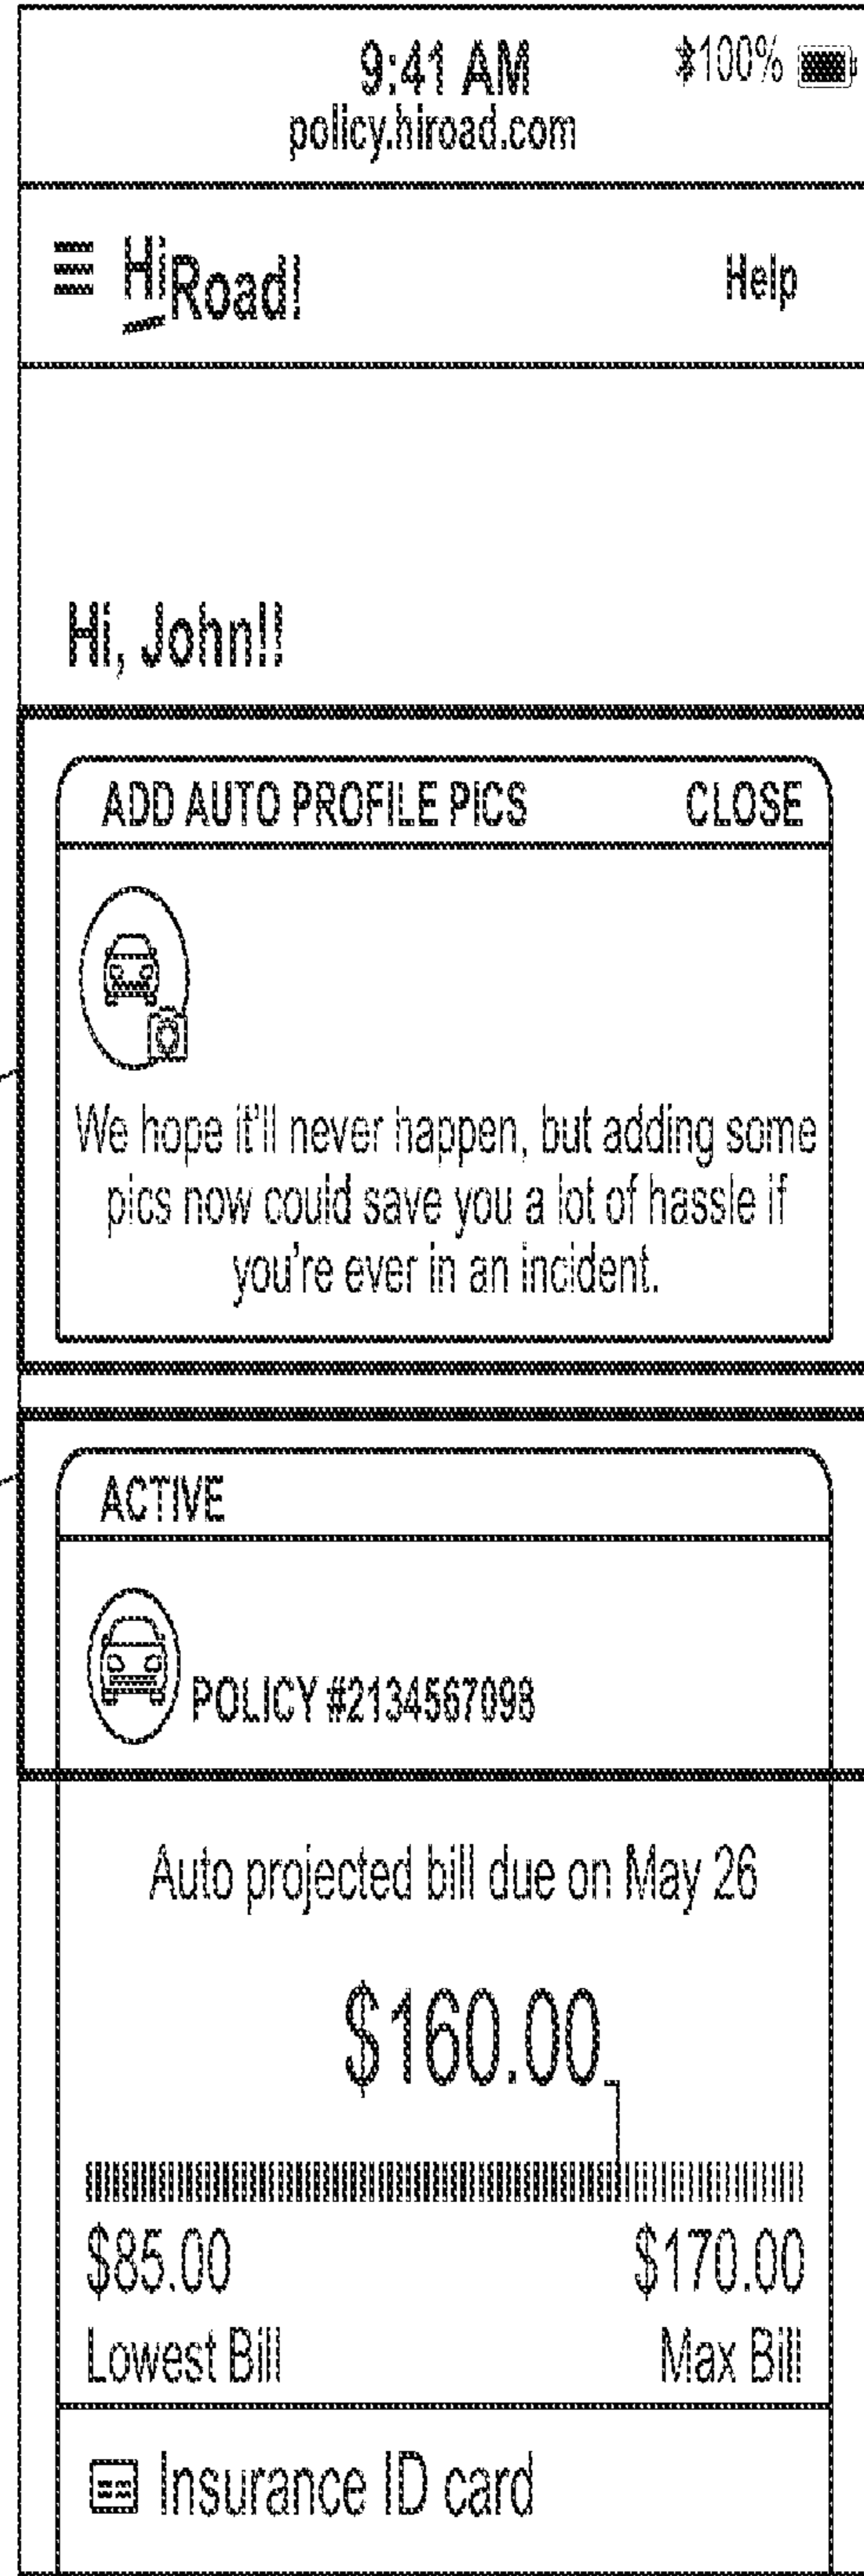 9:41 AM 100%
policy.hiroad.com
HiRoad! Help
Hi, John!!
ADD AUTO PROFILE PICS CLOSE
We hope it'll never happen, but adding some
pics now could save you a lot of hassle if
you're ever in an incident.
ACTIVE
POLICY #2134567098
Auto projected bill due on May 26
$160.00
$85.00 $170.00
Lowest Bill Max Bill
Insurance ID card